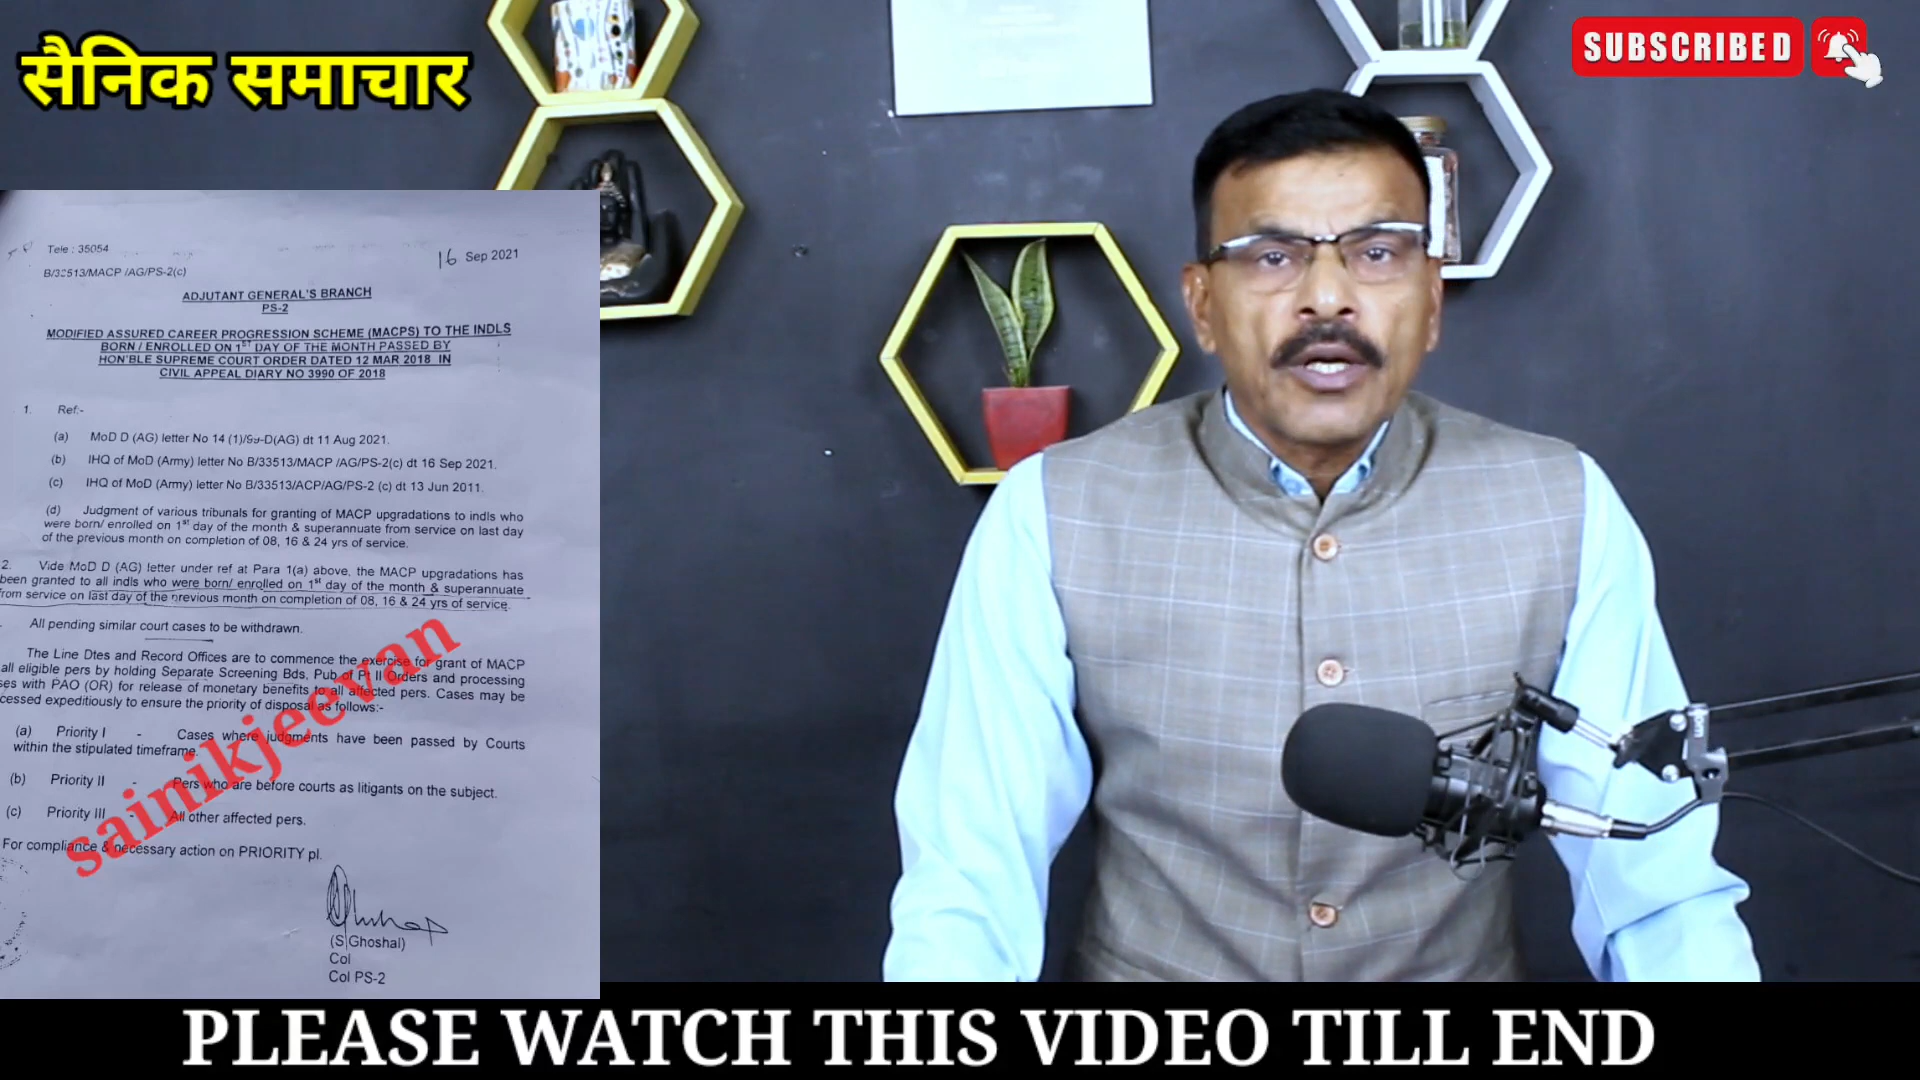 सैनिक समाचार
SUBSCRIBED
Tele : 35054
16 Sep 2021
B/33513/MACP /AG/PS-2(c)
ADJUTANT GENERAL'S BRANCH
PS-2
MODIFIED ASSURED CAREER PROGRESSION SCHEME (MACPS) TO THE INDLS
BORN / ENROLLED ON 1ST DAY OF THE MONTH PASSED BY
HON'BLE SUPREME COURT ORDER DATED 12 MAR 2018 IN
CIVIL APPEAL DIARY NO 3990 OF 2018
1. Ref:-
(a) MoD D (AG) letter No 14 (1)/99-D(AG) dt 11 Aug 2021.
(b) IHQ of MoD (Army) letter No B/33513/MACP /AG/PS-2(c) dt 16 Sep 2021.
(c) IHQ of MoD (Army) letter No B/33513/ACP/AG/PS-2 (c) dt 13 Jun 2011.
(d) Judgment of various tribunals for granting of MACP upgradations to indls who
were born/ enrolled on 1st day of the month & superannuate from service on last day
of the previous month on completion of 08, 16 & 24 yrs of service.
2. Vide MoD D (AG) letter under ref at Para 1(a) above, the MACP upgradations has
been granted to all indls who were born/ enrolled on 1st day of the month & superannuate
from service on last day of the previous month on completion of 08, 16 & 24 yrs of service.
All pending similar court cases to be withdrawn.
The Line Dtes and Record Offices are to commence the exercise for grant of MACP
all eligible pers by holding Separate Screening Bds, Pub of Pt II Orders and processing
ses with PAO (OR) for release of monetary benefits to all affected pers. Cases may be
cessed expeditiously to ensure the priority of disposal as follows:-
(a) Priority I - Cases where judgments have been passed by Courts
within the stipulated timeframe.
(b) Priority II - Pers who are before courts as litigants on the subject.
(c) Priority III - All other affected pers.
For compliance & necessary action on PRIORITY pl.
sainikjeevan
(S Ghoshal)
Col
Col PS-2
PLEASE WATCH THIS VIDEO TILL END